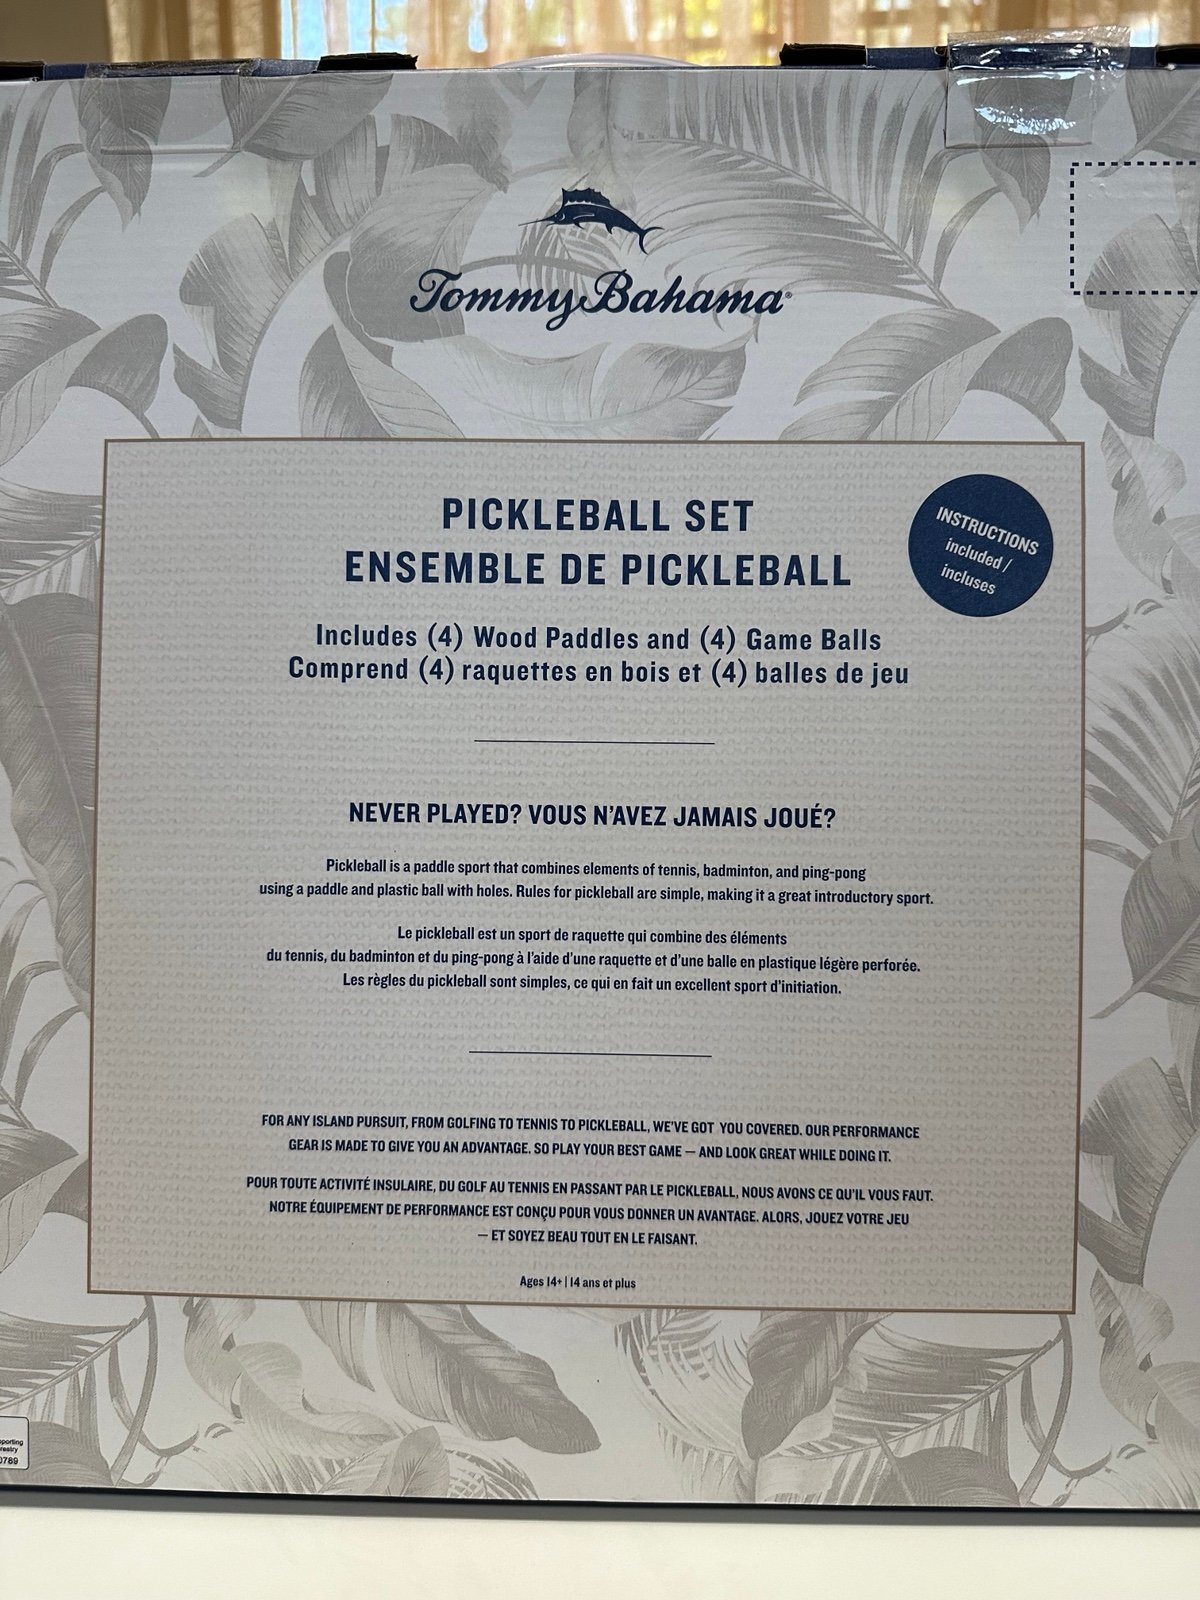 Tommy Bahama®
PICKLEBALL SET
ENSEMBLE DE PICKLEBALL
INSTRUCTIONS
included /
incluses
Includes (4) Wood Paddles and (4) Game Balls
Comprend (4) raquettes en bois et (4) balles de jeu
NEVER PLAYED? VOUS N'AVEZ JAMAIS JOUÉ?
Pickleball is a paddle sport that combines elements of tennis, badminton, and ping-pong
using a paddle and plastic ball with holes. Rules for pickleball are simple, making it a great introductory sport.
Le pickleball est un sport de raquette qui combine des éléments
du tennis, du badminton et du ping-pong à l'aide d'une raquette et d'une balle en plastique légère perforée.
Les règles du pickleball sont simples, ce qui en fait un excellent sport d'initiation.
FOR ANY ISLAND PURSUIT, FROM GOLFING TO TENNIS TO PICKLEBALL, WE'VE GOT YOU COVERED. OUR PERFORMANCE
GEAR IS MADE TO GIVE YOU AN ADVANTAGE. SO PLAY YOUR BEST GAME — AND LOOK GREAT WHILE DOING IT.
POUR TOUTE ACTIVITÉ INSULAIRE, DU GOLF AU TENNIS EN PASSANT PAR LE PICKLEBALL, NOUS AVONS CE QU'IL VOUS FAUT.
NOTRE ÉQUIPEMENT DE PERFORMANCE EST CONÇU POUR VOUS DONNER UN AVANTAGE. ALORS, JOUEZ VOTRE JEU
— ET SOYEZ BEAU TOUT EN LE FAISANT.
Ages 14+ | 14 ans et plus